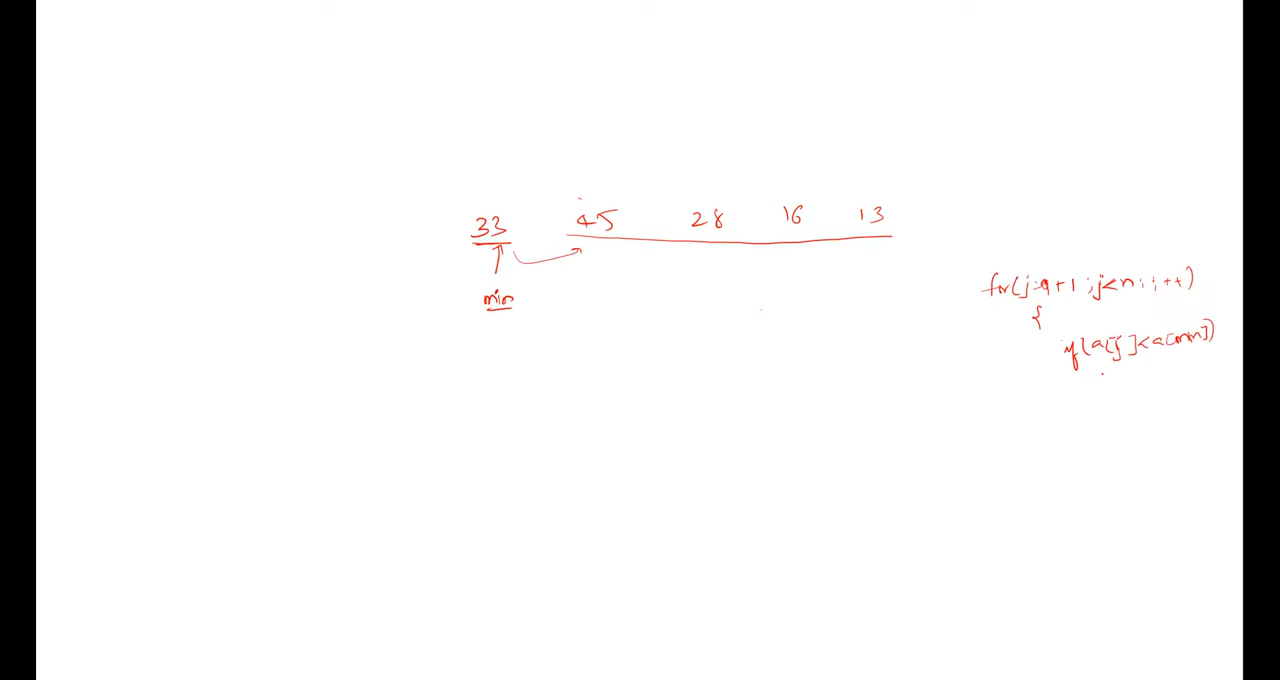 33 45 28 16 13
min
for(j=i+1;j<n;j++)
{
if(a[j]<a[min])